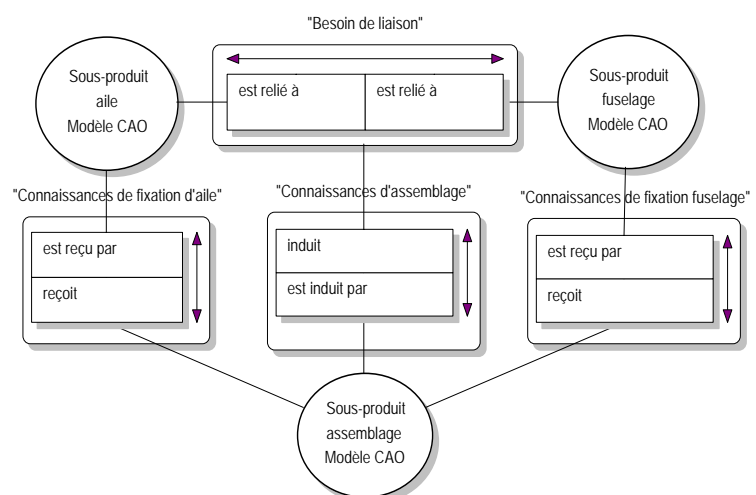 "Besoin de liaison"
Sous-produit
aile
Modèle CAO
est relié à
est relié à
Sous-produit
fuselage
Modèle CAO
"Connaissances de fixation d'aile"
"Connaissances d'assemblage"
"Connaissances de fixation fuselage"
est reçu par
reçoit
induit
est induit par
est reçu par
reçoit
Sous-produit
assemblage
Modèle CAO